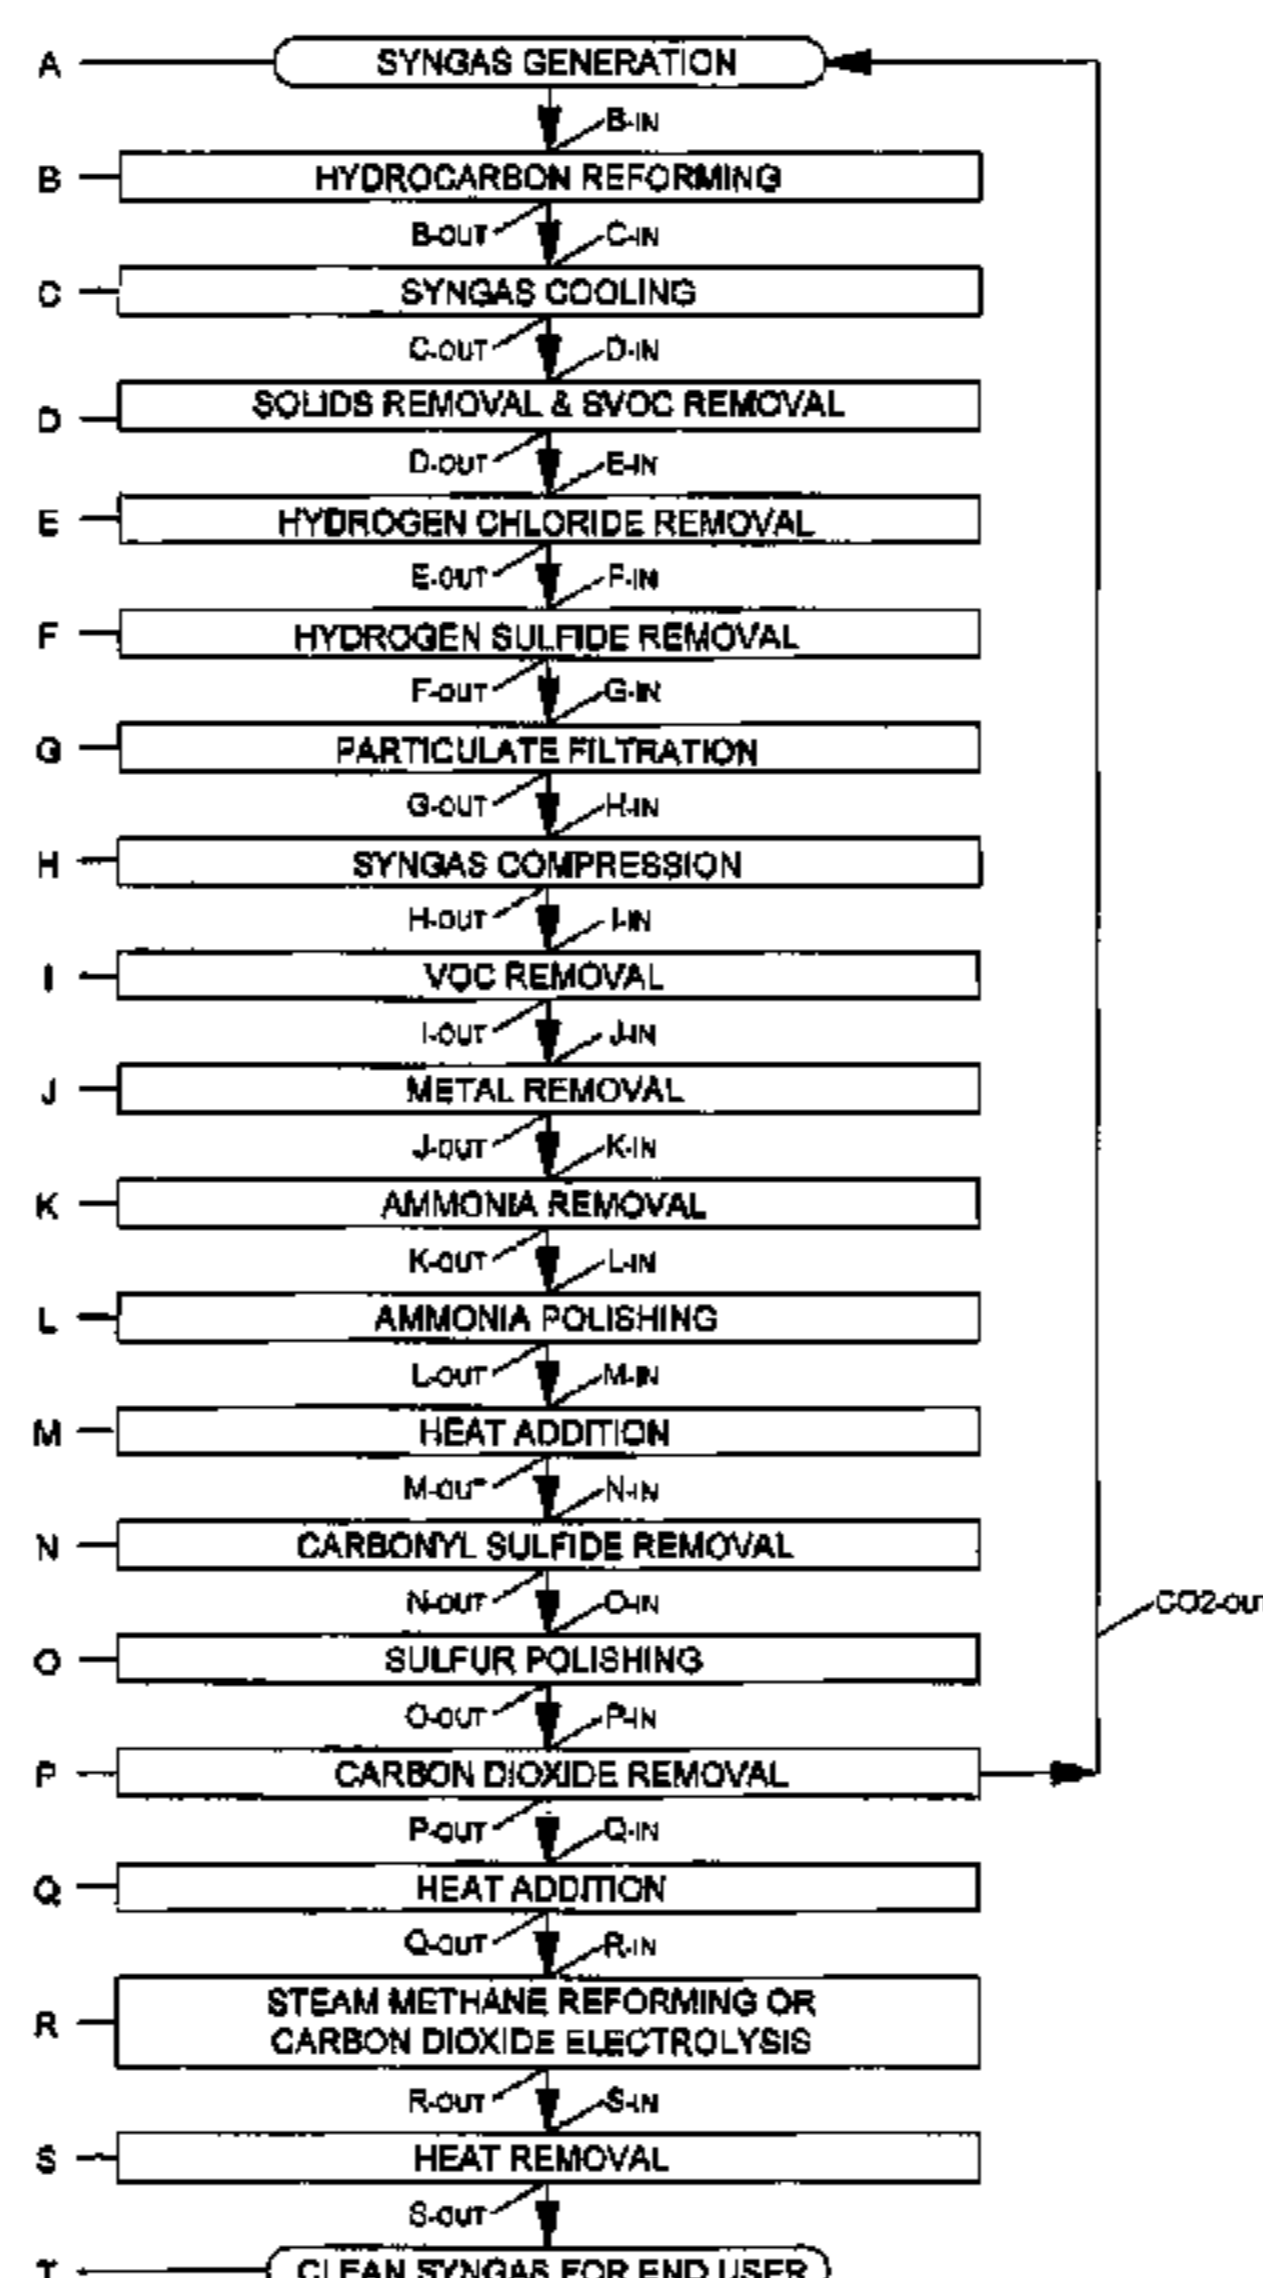 A SYNGAS GENERATION
B-IN
B HYDROCARBON REFORMING
B-OUT C-IN
C SYNGAS COOLING
C-OUT D-IN
D SOLIDS REMOVAL & SVOC REMOVAL
D-OUT E-IN
E HYDROGEN CHLORIDE REMOVAL
E-OUT F-IN
F HYDROGEN SULFIDE REMOVAL
F-OUT G-IN
G PARTICULATE FILTRATION
G-OUT H-IN
H SYNGAS COMPRESSION
H-OUT I-IN
I VOC REMOVAL
I-OUT J-IN
J METAL REMOVAL
J-OUT K-IN
K AMMONIA REMOVAL
K-OUT L-IN
L AMMONIA POLISHING
L-OUT M-IN
M HEAT ADDITION
M-OUT N-IN
N CARBONYL SULFIDE REMOVAL
N-OUT O-IN CO2-OUT
O SULFUR POLISHING
O-OUT P-IN
P CARBON DIOXIDE REMOVAL
P-OUT Q-IN
Q HEAT ADDITION
Q-OUT R-IN
R STEAM METHANE REFORMING OR
CARBON DIOXIDE ELECTROLYSIS
R-OUT S-IN
S HEAT REMOVAL
S-OUT
T CLEAN SYNGAS FOR END USER